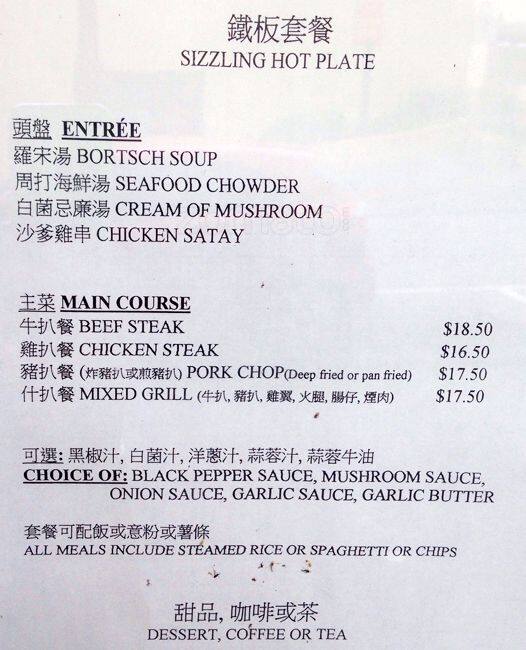 鐵板套餐
SIZZLING HOT PLATE
頭盤 ENTRÉE
羅宋湯 BORTSCH SOUP
周打海鮮湯 SEAFOOD CHOWDER
白菌忌廉湯 CREAM OF MUSHROOM
沙爹雞串 CHICKEN SATAY
主菜 MAIN COURSE
牛扒餐 BEEF STEAK $18.50
雞扒餐 CHICKEN STEAK $16.50
豬扒餐 (炸豬扒或煎豬扒) PORK CHOP(Deep fried or pan fried) $17.50
什扒餐 MIXED GRILL (牛扒, 豬扒, 雞翼, 火腿, 腸仔, 煙肉) $17.50
可選: 黑椒汁, 白菌汁, 洋蔥汁, 蒜蓉汁, 蒜蓉牛油
CHOICE OF: BLACK PEPPER SAUCE, MUSHROOM SAUCE,
ONION SAUCE, GARLIC SAUCE, GARLIC BUTTER
套餐可配飯或意粉或薯條
ALL MEALS INCLUDE STEAMED RICE OR SPAGHETTI OR CHIPS
甜品, 咖啡或茶
DESSERT, COFFEE OR TEA